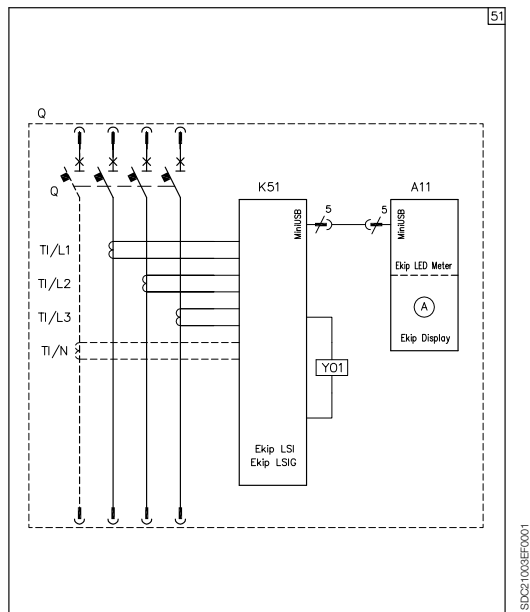 51
Q
Q
K51
A11
5
5
MiniUSB
MiniUSB
TI/L1
TI/L2
TI/L3
TI/N
Ekip LED Meter
A
Ekip Display
YO1
Ekip LSI
Ekip LSIG
SDC21003EF0001